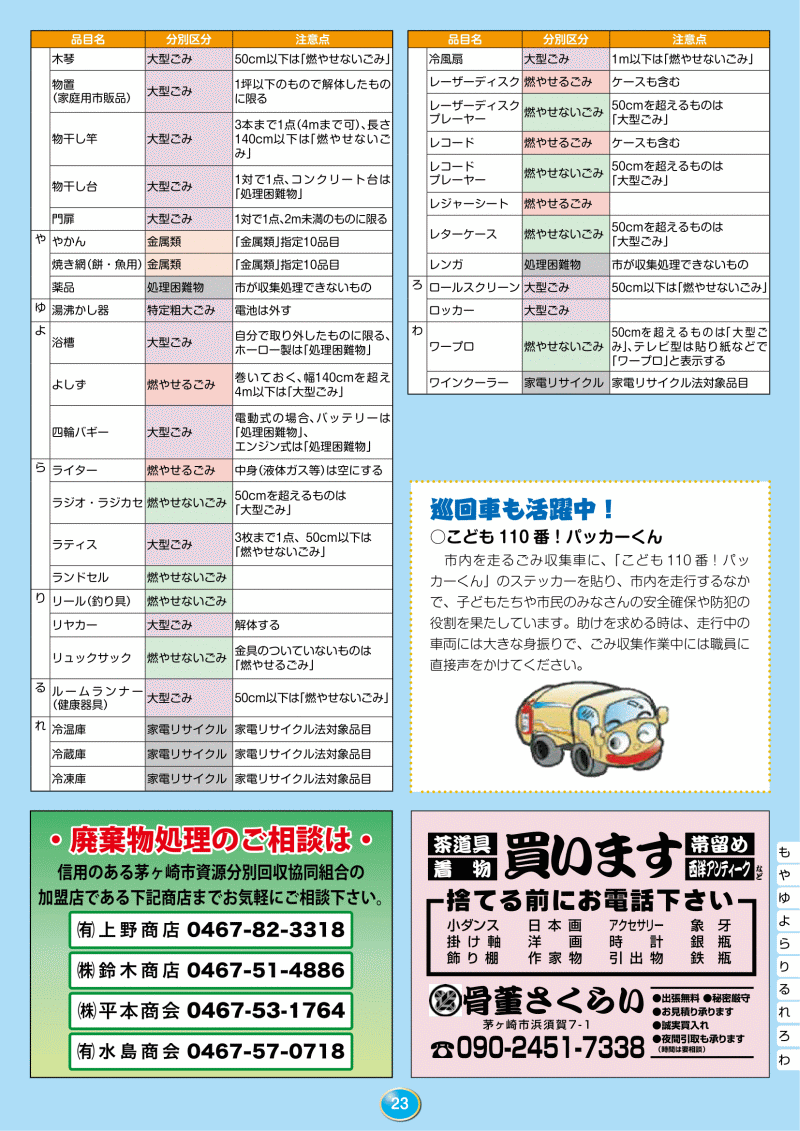 品目名 分別区分 注意点
木琴 大型ごみ 50cm以下は｢燃やせないごみ｣
物置
（家庭用市販品） 大型ごみ 1坪以下のもので解体したもの
に限る
物干し竿 大型ごみ 3本まで1点（4mまで可）、長さ
140cm以下は｢燃やせないご
み｣
物干し台 大型ごみ 1対で1点、コンクリート台は
｢処理困難物｣
門扉 大型ごみ 1対で1点、2m未満のものに限る
や やかん 金属類 ｢金属類｣指定10品目
焼き網（餅・魚用） 金属類 ｢金属類｣指定10品目
薬品 処理困難物 市が収集処理できないもの
ゆ 湯沸かし器 特定粗大ごみ 電池は外す
よ 浴槽 大型ごみ 自分で取り外したものに限る、
ホーロー製は｢処理困難物｣
よしず 燃やせるごみ 巻いておく、幅140cmを超え
4m以下は｢大型ごみ｣
四輪バギー 大型ごみ 電動式の場合、バッテリーは
｢処理困難物｣、
エンジン式は｢処理困難物｣
ら ライター 燃やせるごみ 中身（液体ガス等）は空にする
ラジオ・ラジカセ 燃やせないごみ 50cmを超えるものは
｢大型ごみ｣
ラティス 大型ごみ 3枚まで1点、50cm以下は
｢燃やせないごみ｣
ランドセル 燃やせないごみ
り リール（釣り具） 燃やせないごみ
リヤカー 大型ごみ 解体する
リュックサック 燃やせないごみ 金具のついていないものは
｢燃やせるごみ｣
る ルームランナー
（健康器具） 大型ごみ 50cm以下は｢燃やせないごみ｣
れ 冷温庫 家電リサイクル 家電リサイクル法対象品目
冷蔵庫 家電リサイクル 家電リサイクル法対象品目
冷凍庫 家電リサイクル 家電リサイクル法対象品目
品目名 分別区分 注意点
冷風扇 大型ごみ 1m以下は｢燃やせないごみ｣
レーザーディスク 燃やせるごみ ケースも含む
レーザーディスク
プレーヤー 燃やせないごみ 50cmを超えるものは
｢大型ごみ｣
レコード 燃やせるごみ ケースも含む
レコード
プレーヤー 燃やせないごみ 50cmを超えるものは
｢大型ごみ｣
レジャーシート 燃やせるごみ
レターケース 燃やせないごみ 50cmを超えるものは
｢大型ごみ｣
レンガ 処理困難物 市が収集処理できないもの
ろ ロールスクリーン 大型ごみ 50cm以下は｢燃やせないごみ｣
ロッカー 大型ごみ
わ ワープロ 燃やせないごみ 50cmを超えるものは｢大型ご
み｣、テレビ型は貼り紙などで
｢ワープロ｣と表示する
ワインクーラー 家電リサイクル 家電リサイクル法対象品目
巡回車も活躍中！
○こども110番！パッカーくん
市内を走るごみ収集車に、「こども110番！パッ
カーくん」のステッカーを貼り、市内を走行するなか
で、子どもたちや市民のみなさんの安全確保や防犯の
役割を果たしています。助けを求める時は、走行中の
車両には大きな身振りで、ごみ収集作業中には職員に
直接声をかけてください。
・廃棄物処理のご相談は・
信用のある茅ヶ崎市資源分別回収協同組合の
加盟店である下記商店までお気軽にご相談下さい。
㈲上野商店 0467-82-3318
㈱鈴木商店 0467-51-4886
㈱平本商会 0467-53-1764
㈲水島商会 0467-57-0718
茶道具
着物 買います 帯留め
西洋アンティーク など
捨てる前にお電話下さい
小ダンス 日本画 アクセサリー 象牙
掛け軸 洋画 時計 銀瓶
飾り棚 作家物 引出物 鉄瓶
骨董さくらい
茅ヶ崎市浜須賀7-1
☎090-2451-7338
●出張無料 ●秘密厳守
●お見積り承ります
●誠実買入れ
●夜間引取も承ります
（時間は要相談）
も
や
ゆ
よ
ら
り
る
れ
ろ
わ
23